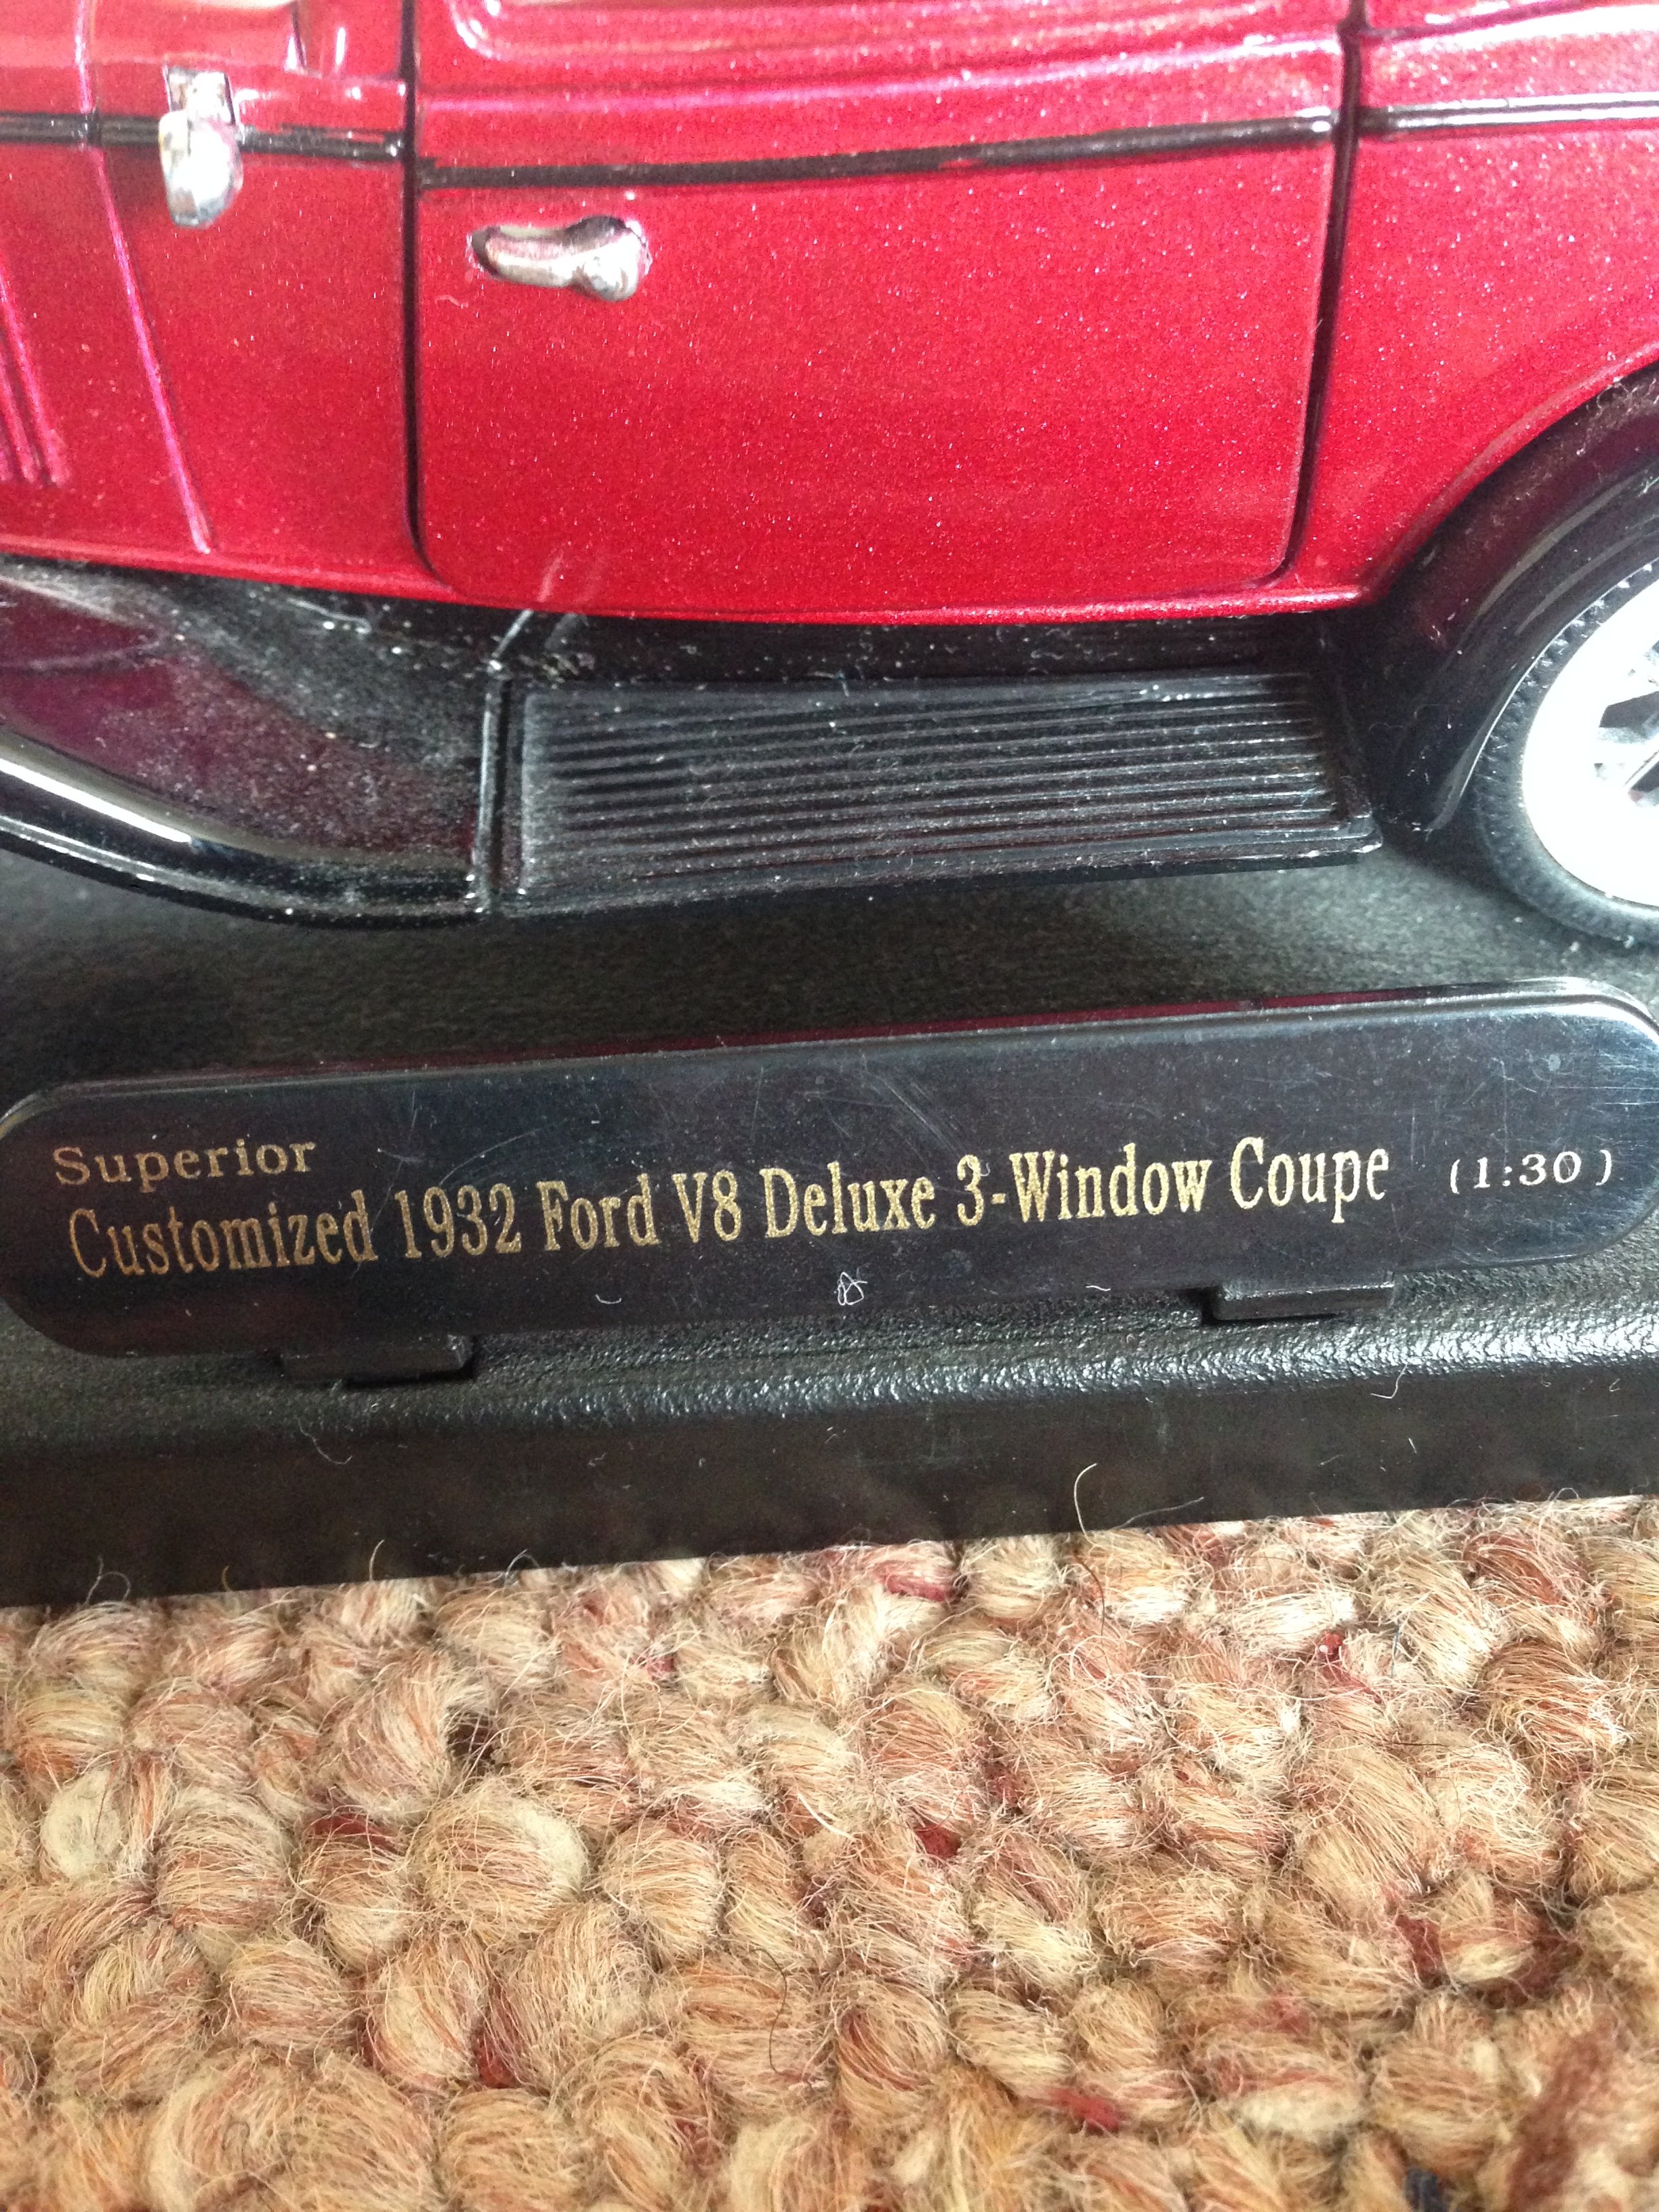 Superior
Customized 1932 Ford V8 Deluxe 3-Window Coupe (1:30)